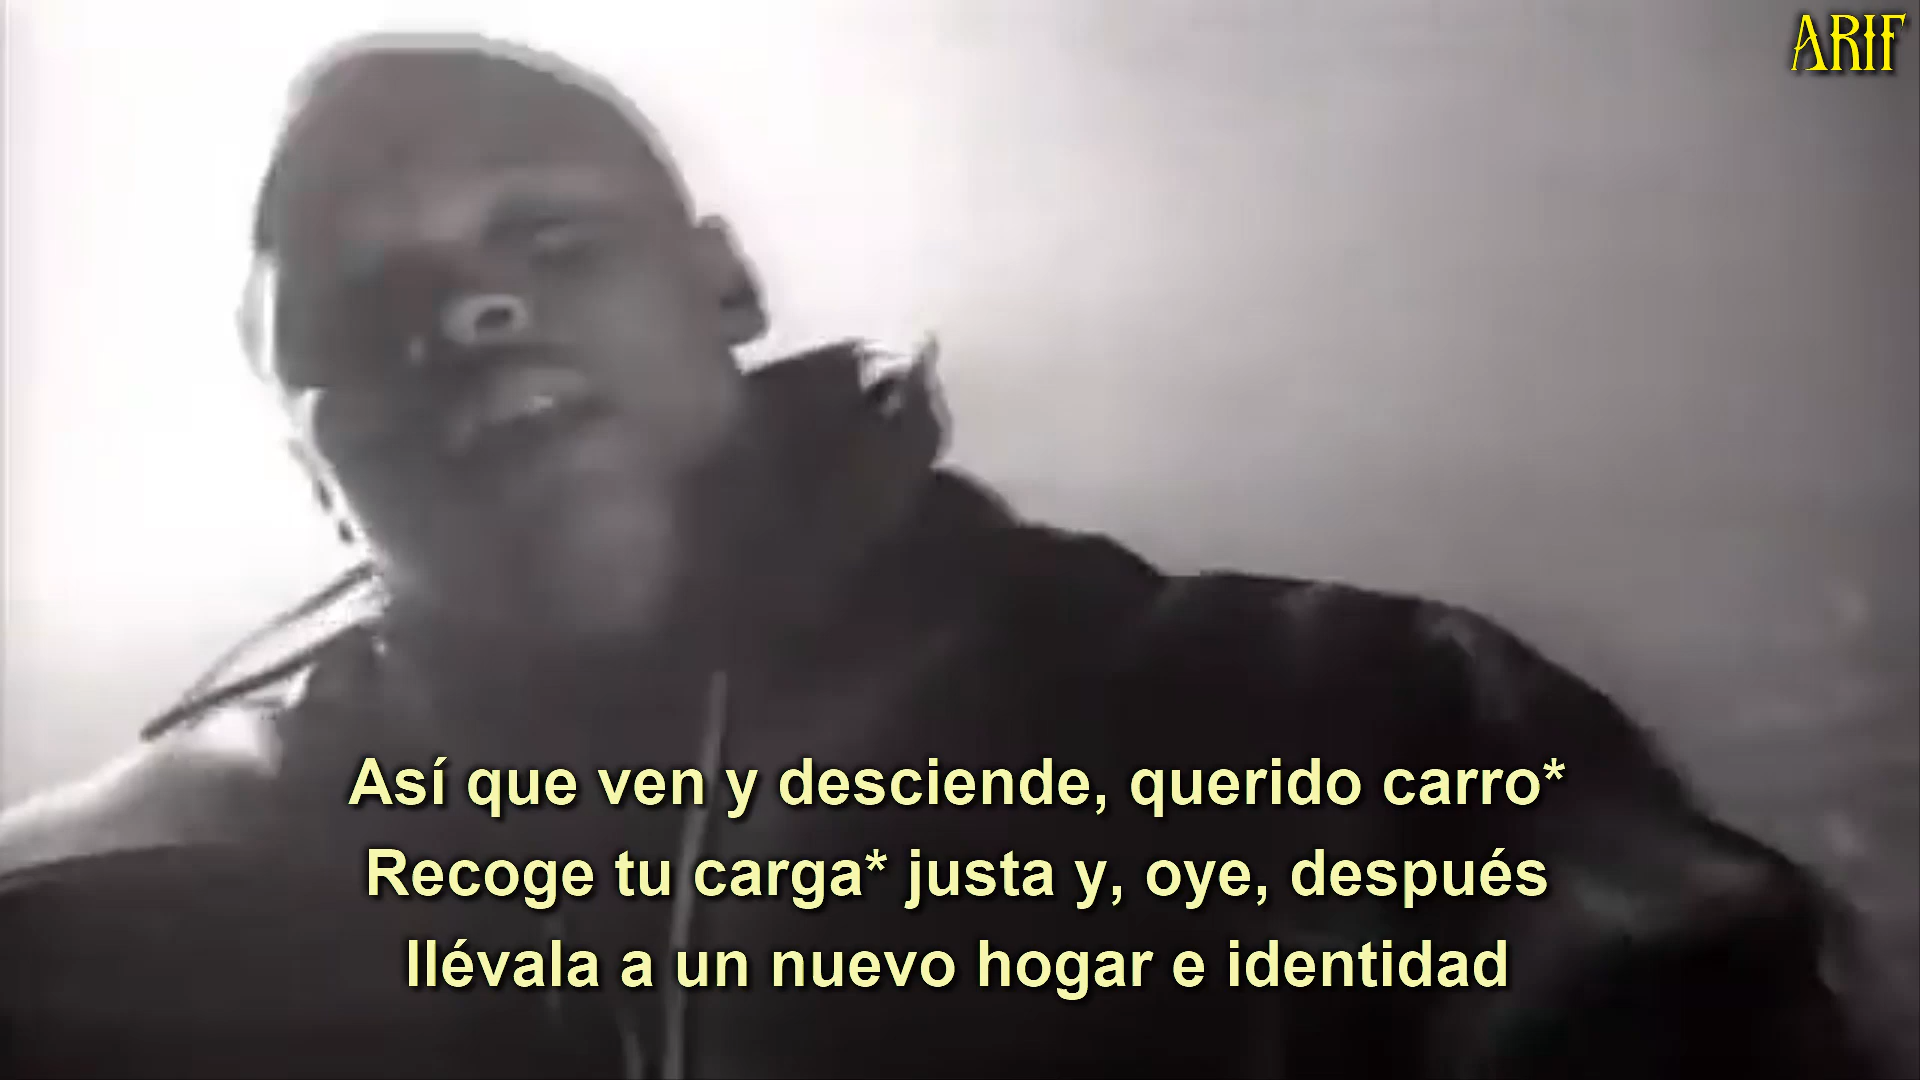 ARIF
Así que ven y desciende, querido carro*
Recoge tu carga* justa y, oye, después
llévala a un nuevo hogar e identidad